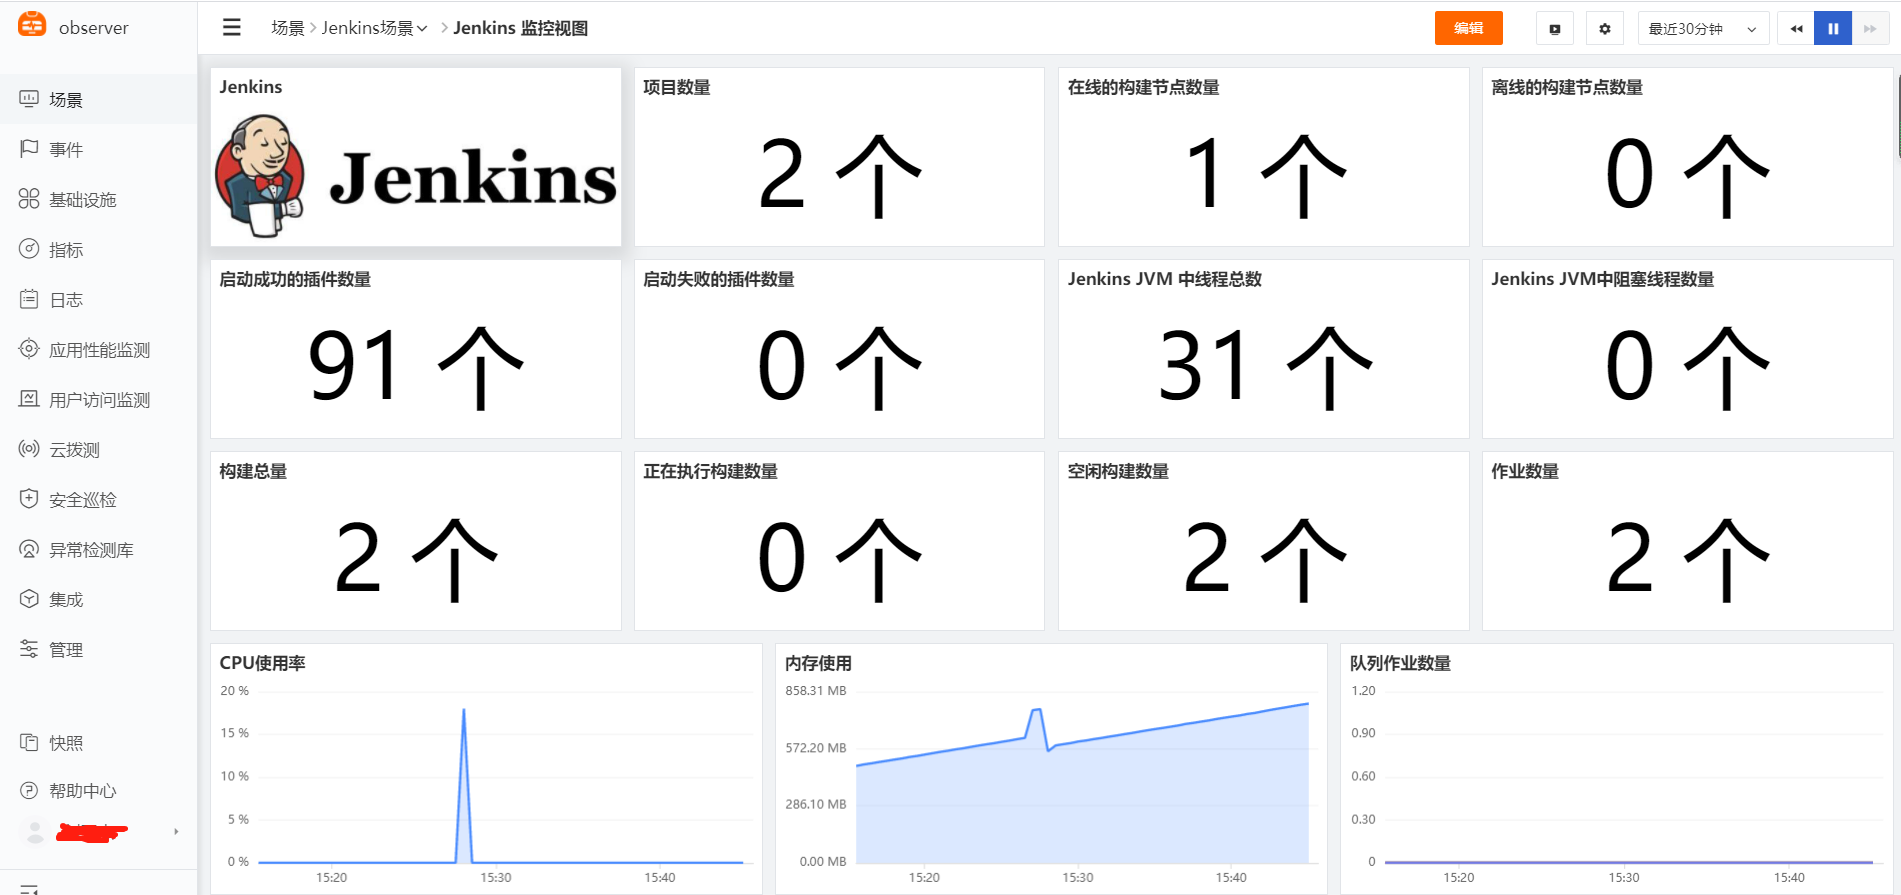 observer
场景
事件
基础设施
指标
日志
应用性能监测
用户访问监测
云拨测
安全巡检
异常检测库
集成
管理
快照
帮助中心
场景 Jenkins场景 Jenkins 监控视图
编辑
最近30分钟
Jenkins
Jenkins
项目数量
2 个
在线的构建节点数量
1 个
离线的构建节点数量
0 个
启动成功的插件数量
91 个
启动失败的插件数量
0 个
Jenkins JVM 中线程总数
31 个
Jenkins JVM中阻塞线程数量
0 个
构建总量
2 个
正在执行构建数量
0 个
空闲构建数量
2 个
作业数量
2 个
CPU使用率
20 %
15 %
10 %
5 %
0 %
15:20 15:30 15:40
内存使用
858.31 MB
572.20 MB
286.10 MB
0.00 MB
15:20 15:30 15:40
队列作业数量
1.20
0.90
0.60
0.30
0
15:20 15:30 15:40